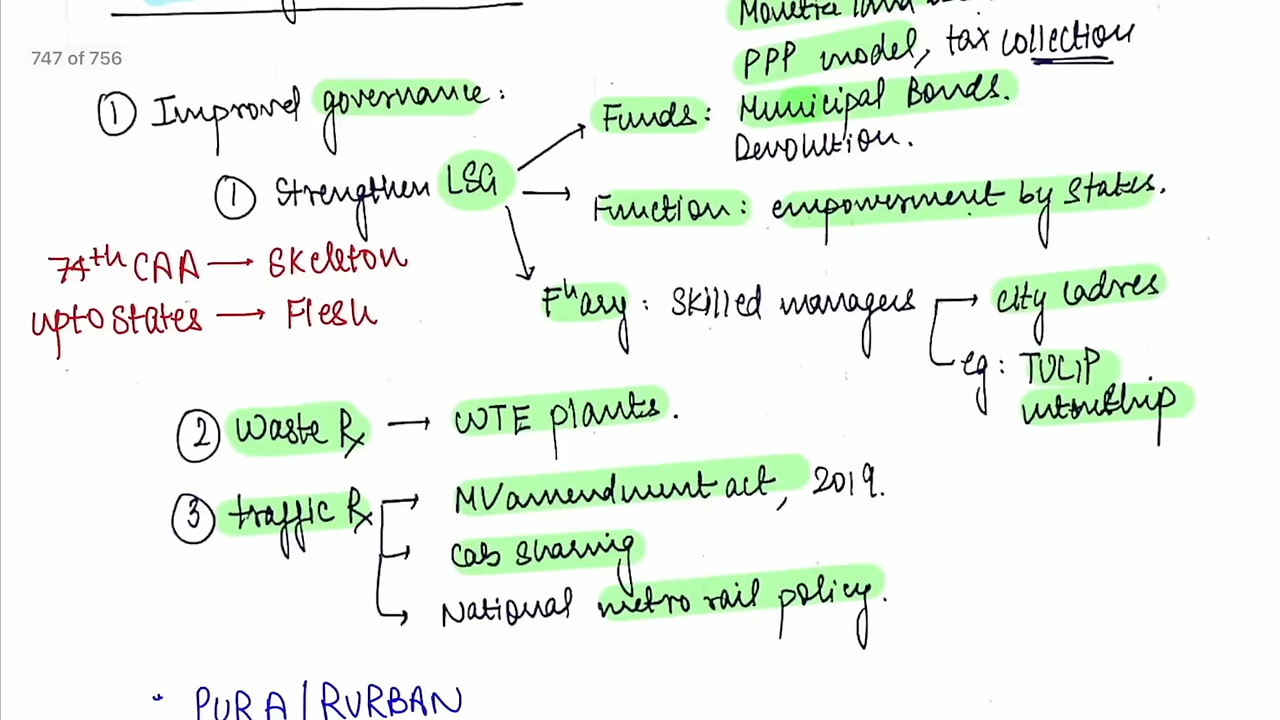 Monetize land
747 of 756
PPP model, tax collection
① Improved governance:
Funds: Municipal Bonds.
Devolution.
① Strengthen LSG
Function: empowerment by States.
74th CAA → Skeleton
upto States → Flesh
Fnary: Skilled managers → city cadres
eg: TULIP
internship
② Waste Rx → WTE plants.
③ traffic Rx → MV amendment act, 2019.
→ Cab sharing
→ National metro rail policy.
• PURA/RURBAN